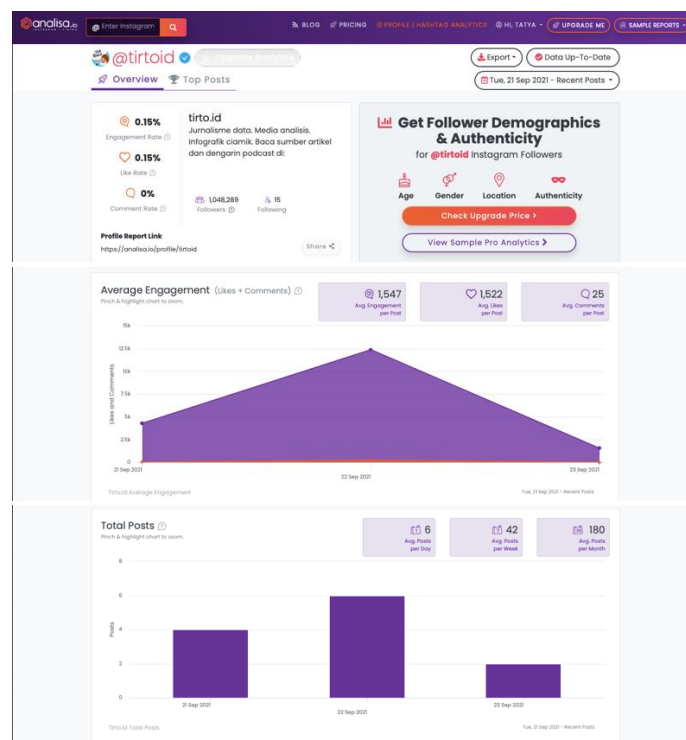 analisa.io
INSTAGRAM • TIKTOK
@ Enter Instagram
BLOG
PRICING
PROFILE / HASHTAG ANALYTICS
HI, TATYA
UPGRADE ME
SAMPLE REPORTS
@tirtoid
Upgrade Analytics
Export
Data Up-To-Date
Overview
Top Posts
Tue, 21 Sep 2021 - Recent Posts
0.15%
Engagement Rate
0.15%
Like Rate
0%
Comment Rate
tirto.id
Jurnalisme data. Media analisis.
Infografik ciamik. Baca sumber artikel
dan dengarin podcast di:
1,048,289
Followers
15
Following
Profile Report Link
https://analisa.io/profile/tirtoid
Share
Get Follower Demographics
& Authenticity
for @tirtoid Instagram Followers
Age
Gender
Location
Authenticity
Check Upgrade Price >
View Sample Pro Analytics >
Average Engagement (Likes + Comments)
Pinch & highlight chart to zoom.
1,547
Avg. Engagement
per Post
1,522
Avg. Likes
per Post
25
Avg. Comments
per Post
Likes and Comments
15k
12.5k
10k
7.5k
5k
2.5k
0
21 Sep 2021
22 Sep 2021
23 Sep 2021
Tirto.id Average Engagement
Tue, 21 Sep 2021 - Recent Posts
Total Posts
Pinch & highlight chart to zoom.
6
Avg. Posts
per Day
42
Avg. Posts
per Week
180
Avg. Posts
per Month
Posts
8
6
4
2
0
21 Sep 2021
22 Sep 2021
23 Sep 2021
Tirto.id Total Posts
Tue, 21 Sep 2021 - Recent Posts